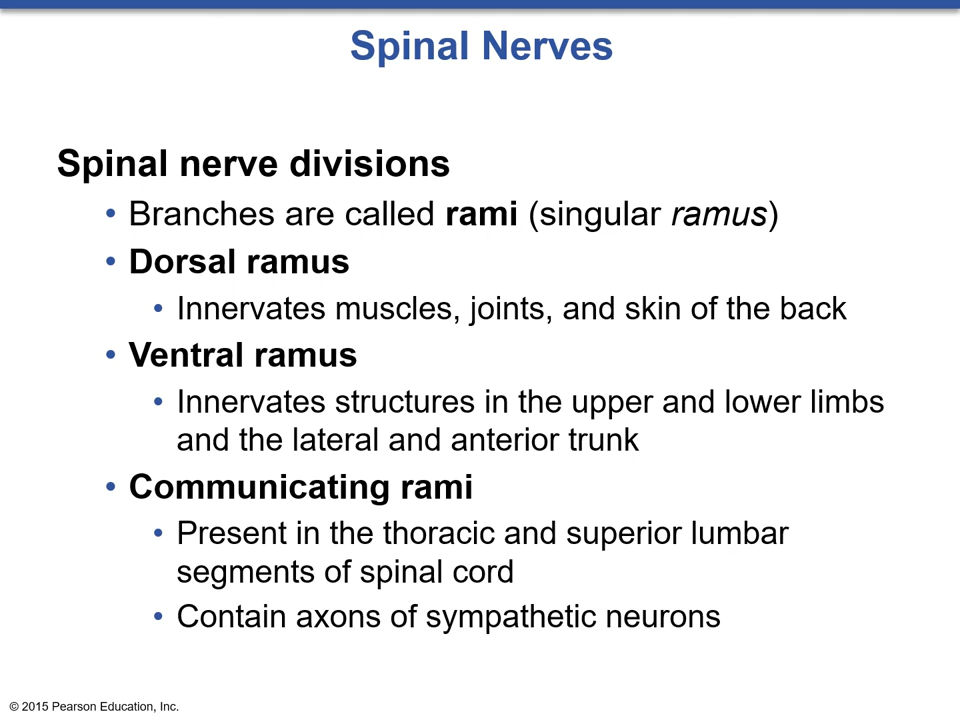 Spinal Nerves
Spinal nerve divisions
• Branches are called rami (singular ramus)
• Dorsal ramus
• Innervates muscles, joints, and skin of the back
• Ventral ramus
• Innervates structures in the upper and lower limbs
and the lateral and anterior trunk
• Communicating rami
• Present in the thoracic and superior lumbar
segments of spinal cord
• Contain axons of sympathetic neurons
© 2015 Pearson Education, Inc.